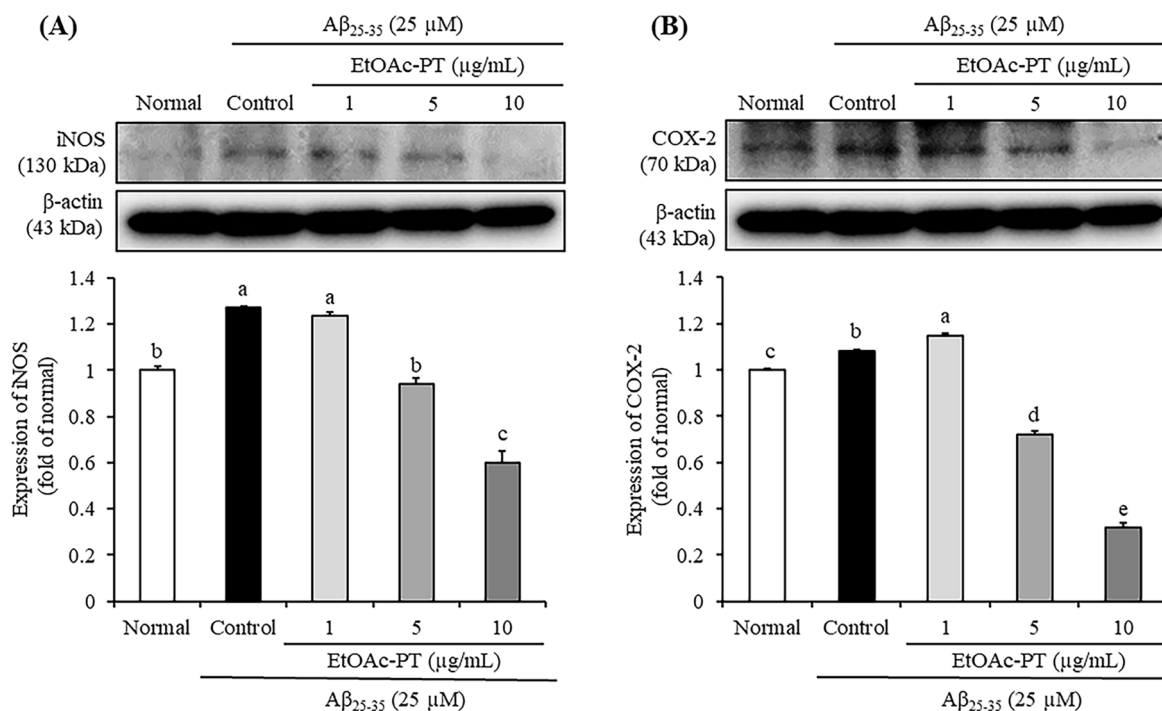 (A)
Aβ25-35 (25 µM)
EtOAc-PT (µg/mL)
Normal Control 1 5 10
iNOS
(130 kDa)
β-actin
(43 kDa)
Expression of iNOS
(fold of normal)
1.4
1.2
1
0.8
0.6
0.4
0.2
0
b
a
a
b
c
Normal Control 1 5 10
EtOAc-PT (µg/mL)
Aβ25-35 (25 µM)
(B)
Aβ25-35 (25 µM)
EtOAc-PT (µg/mL)
Normal Control 1 5 10
COX-2
(70 kDa)
β-actin
(43 kDa)
Expression of COX-2
(fold of normal)
1.4
1.2
1
0.8
0.6
0.4
0.2
0
c
b
a
d
e
Normal Control 1 5 10
EtOAc-PT (µg/mL)
Aβ25-35 (25 µM)